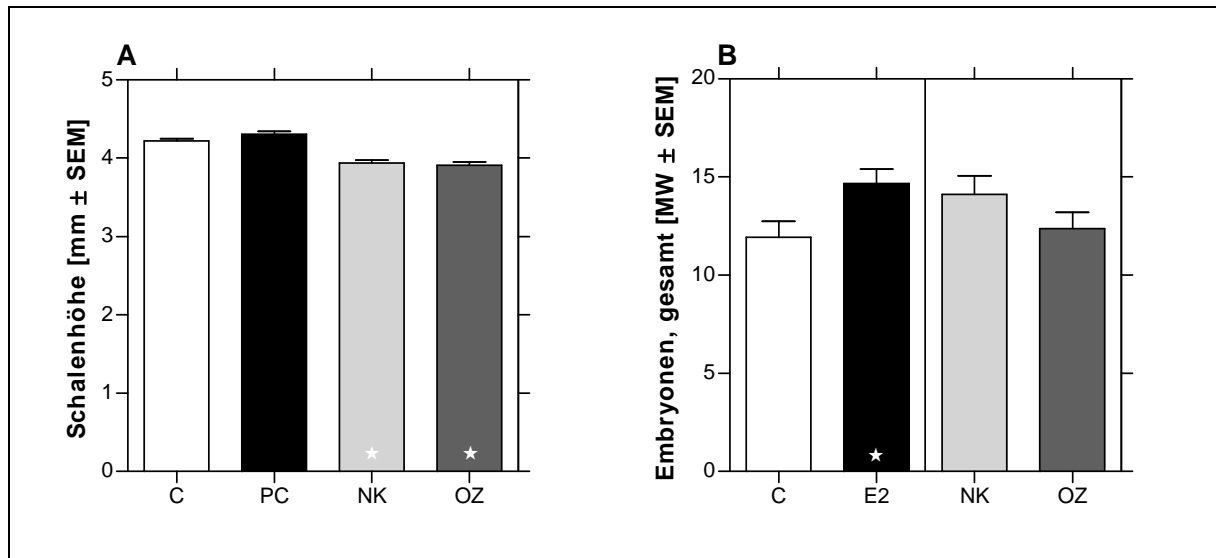 A
Schalenhöhe [mm ± SEM]
5
4
3
2
1
0
C PC NK OZ
B
Embryonen, gesamt [MW ± SEM]
20
15
10
5
0
C E2 NK OZ